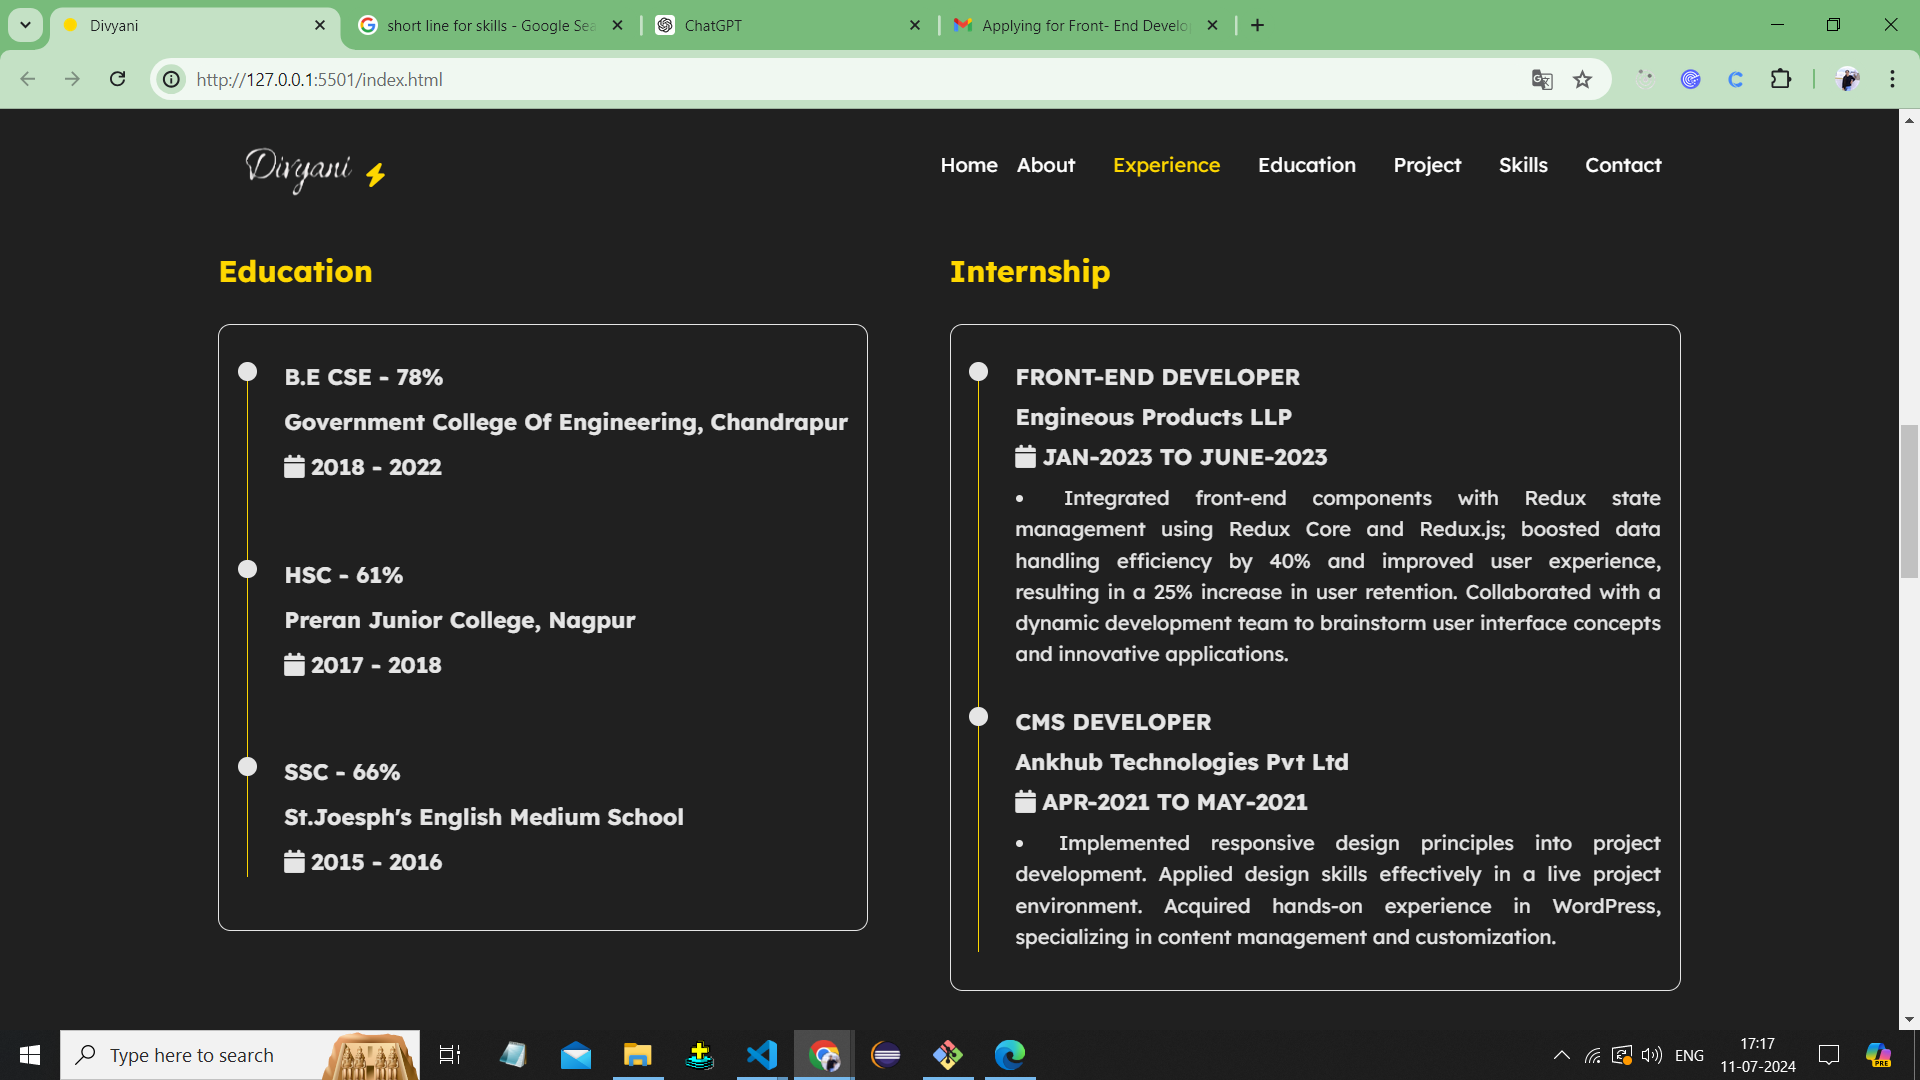 Divyani
short line for skills - Google Sea
ChatGPT
Applying for Front- End Develop
http://127.0.0.1:5501/index.html
Divyani
Home About Experience Education Project Skills Contact
Education
B.E CSE - 78%
Government College Of Engineering, Chandrapur
2018 - 2022
HSC - 61%
Preran Junior College, Nagpur
2017 - 2018
SSC - 66%
St.Joesph's English Medium School
2015 - 2016
Internship
FRONT-END DEVELOPER
Engineous Products LLP
JAN-2023 TO JUNE-2023
• Integrated front-end components with Redux state
management using Redux Core and Redux.js; boosted data
handling efficiency by 40% and improved user experience,
resulting in a 25% increase in user retention. Collaborated with a
dynamic development team to brainstorm user interface concepts
and innovative applications.
CMS DEVELOPER
Ankhub Technologies Pvt Ltd
APR-2021 TO MAY-2021
• Implemented responsive design principles into project
development. Applied design skills effectively in a live project
environment. Acquired hands-on experience in WordPress,
specializing in content management and customization.
Type here to search
ENG
17:17
11-07-2024
PRE